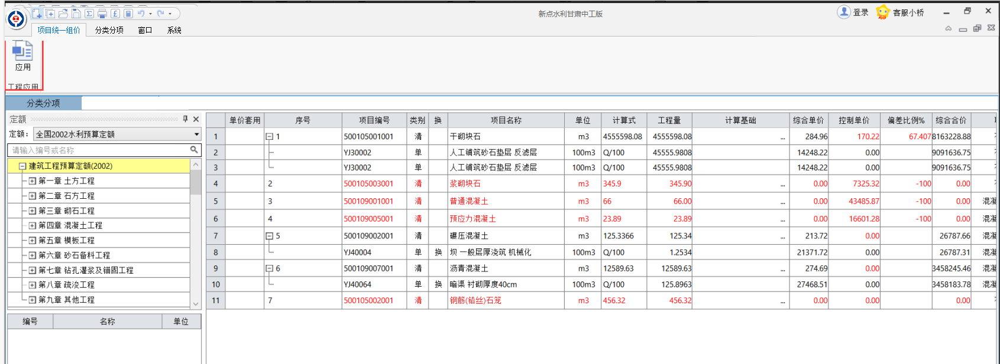 新点水利甘肃中工版
登录
客服小桥
项目统一组价 分类分项 窗口 系统
应用
工程应用
分类分项
定额
定额： 全国2002水利预算定额
请输入编号或名称
建筑工程预算定额(2002)
第一章 土方工程
第二章 石方工程
第三章 砌石工程
第四章 混凝土工程
第五章 模板工程
第六章 砂石备料工程
第七章 钻孔灌浆及锚固工程
第八章 疏浚工程
第九章 其他工程
编号 名称 单位
单价套用 序号 项目编号 类别 换 项目名称 单位 计算式 工程量 计算基础 综合单价 控制单价 偏差比例% 综合合价
1 1 500105001001 清 干砌块石 m3 4555598.08 4555598.08 ... 284.96 170.22 67.407 8163228.88
2 YJ30002 单 人工铺筑砂石垫层 反滤层 100m3 Q/100 45555.9808 14248.22 0.00 9091636.75
3 YJ30002 单 人工铺筑砂石垫层 反滤层 100m3 Q/100 45555.9808 14248.22 0.00 9091636.75
4 2 500105003001 清 浆砌块石 m3 345.9 345.90 ... 0.00 7325.32 -100 0.00
5 3 500109001001 清 普通混凝土 m3 66 66.00 ... 0.00 43485.87 -100 0.00 混凝
6 4 500109005001 清 预应力混凝土 m3 23.89 23.89 ... 0.00 16601.28 -100 0.00 混凝
7 5 500109002001 清 碾压混凝土 m3 125.3366 125.34 ... 213.72 0.00 26787.66 混凝
8 YJ40004 单 换 坝 一般层厚浇筑 机械化 100m3 Q/100 1.2534 21371.72 0.00 26787.31 混凝
9 6 500109007001 清 沥青混凝土 m3 12589.63 12589.63 ... 274.69 0.00 3458245.46 混凝
10 YJ40064 单 换 暗渠 衬砌厚度40cm 100m3 Q/100 125.8963 27468.51 0.00 3458183.78 混凝
11 7 500105002001 清 钢筋(铅丝)石笼 m3 456.32 456.32 ... 0.00 0.00 0.00